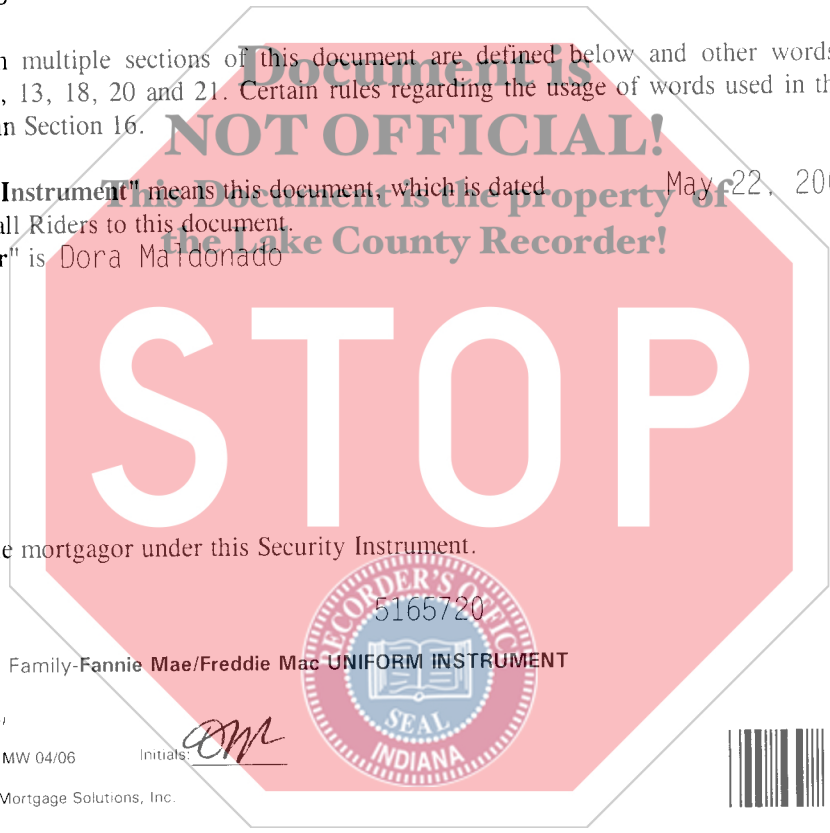 multiple sections of this document are defined below and other words
, 13, 18, 20 and 21. Certain rules regarding the usage of words used in
n Section 16.
Document is
NOT OFFICIAL!
This Document is the property of
the Lake County Recorder!
Instrument" means this document, which is dated May 22, 20
all Riders to this document.
r" is Dora Maldonado
STOP
e mortgagor under this Security Instrument.
RECORDER'S OFFICE
5165720
SEAL
INDIANA
Family-Fannie Mae/Freddie Mac UNIFORM INSTRUMENT
MW 04/06 Initials:
Mortgage Solutions, Inc.